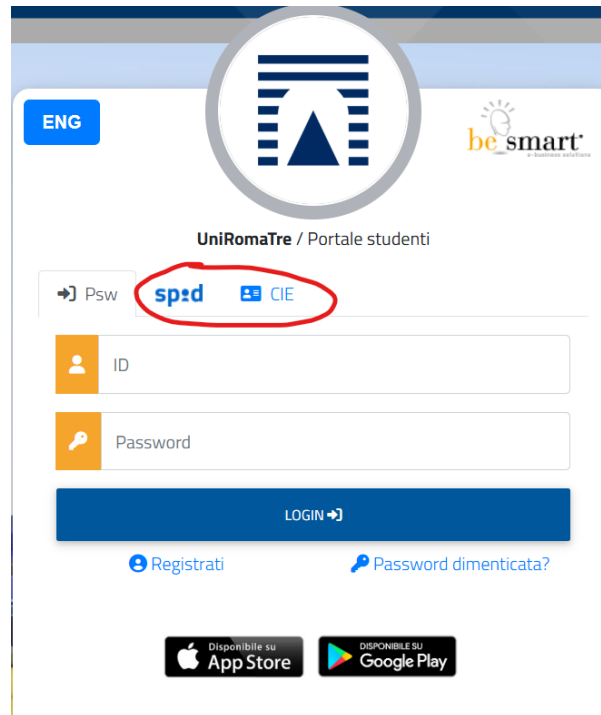 ENG
be smart
e-business solutions
UniRomaTre / Portale studenti
Psw spid CIE
ID
Password
LOGIN
Registrati Password dimenticata?
Disponibile su
App Store
DISPONIBILE SU
Google Play